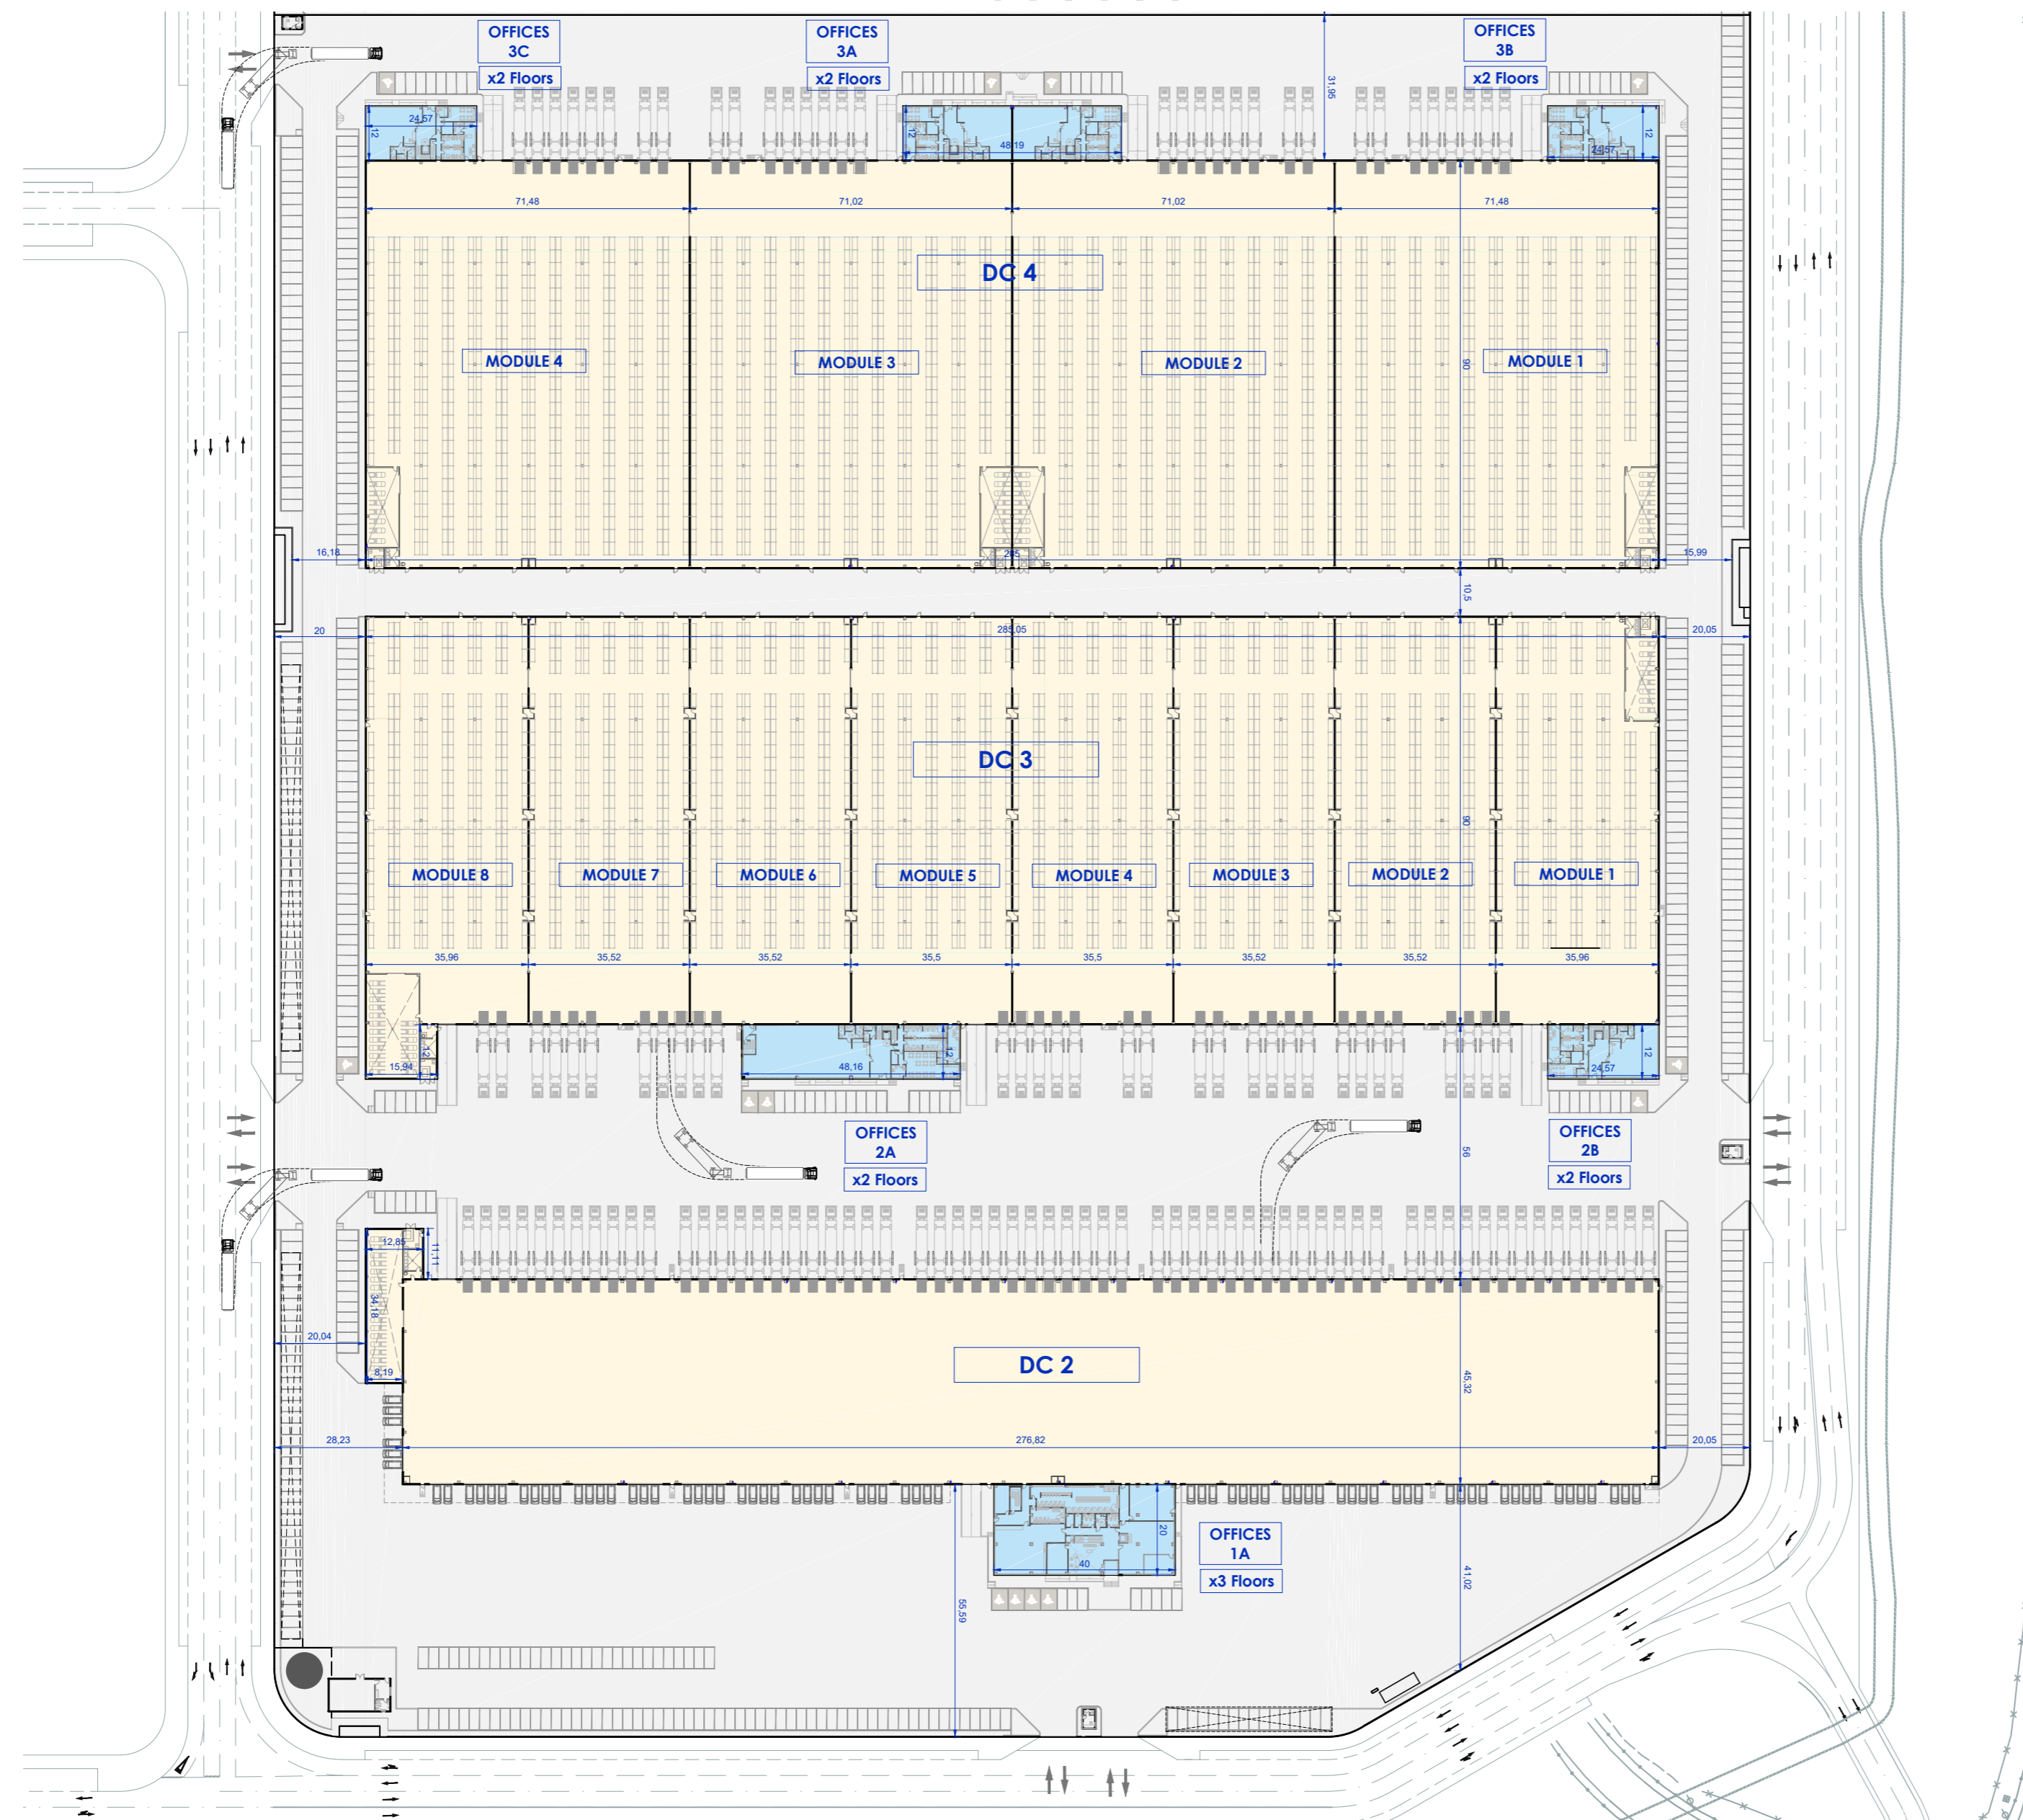 OFFICES
3C
x2 Floors
OFFICES
3A
x2 Floors
OFFICES
3B
x2 Floors
31,95
24,57
12
12
48,19
12
24,57
71,48
71,02
71,02
71,48
DC 4
MODULE 4
MODULE 3
MODULE 2
MODULE 1
90
16,18
285
15,99
10,5
20
285,05
20,05
DC 3
90
MODULE 8
MODULE 7
MODULE 6
MODULE 5
MODULE 4
MODULE 3
MODULE 2
MODULE 1
35,96
35,52
35,52
35,5
35,5
35,52
35,52
35,96
12
15,94
48,16
12
12
24,57
OFFICES
2A
x2 Floors
56
OFFICES
2B
x2 Floors
12,85
11,11
34,18
20,04
8,19
DC 2
45,32
28,23
276,82
20,05
20
40
OFFICES
1A
x3 Floors
41,02
55,59